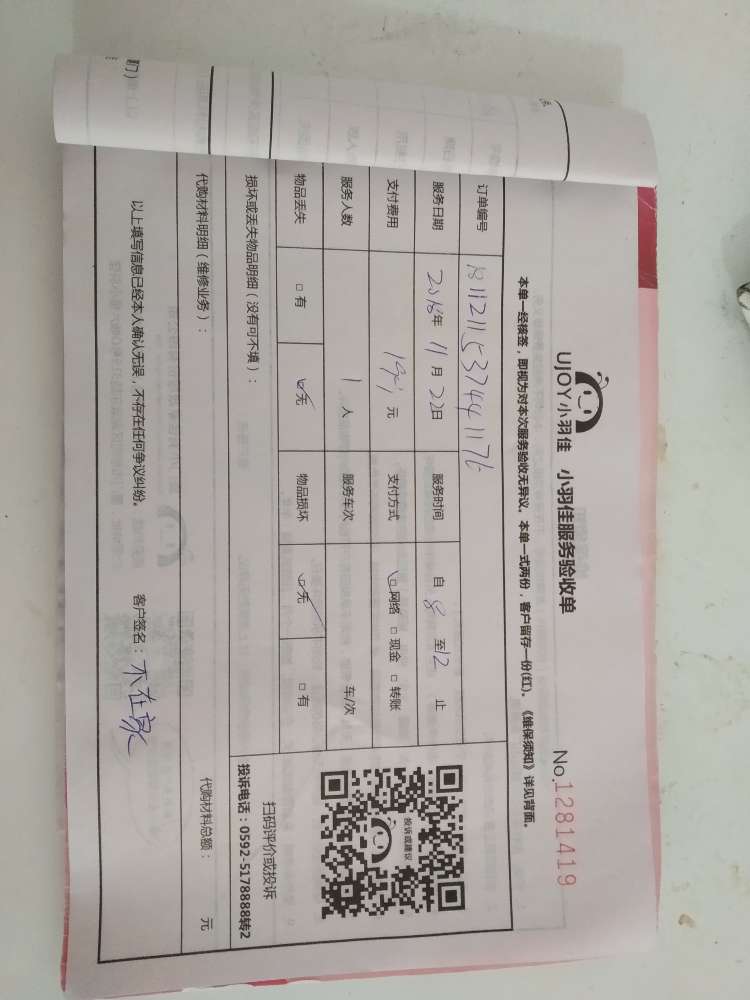 UJOY小羽佳 小羽佳服务验收单
No.1281419
本单一经核签,即视为对本次服务验收无异议。本单一式两份,客户留存一份(红)。《维保须知》详见背面。
订单编号 181121153744176
服务日期 2018年 11 月 22日 服务时间 自 8 至12 止
支付费用 元 支付方式 □网络 □现金 □转账
服务人数 1 人 服务车次 车/次
物品丢失 □有 □无 物品损坏 □无 □有
损坏或丢失物品明细(没有可不填):
投诉或建议
扫码评价或投诉
投诉电话:0592-5178888转2
代购材料明细(维修业务): 代购材料总额: 元
以上填写信息已经本人确认无误,不存在任何争议纠纷。 客户签名:不在家